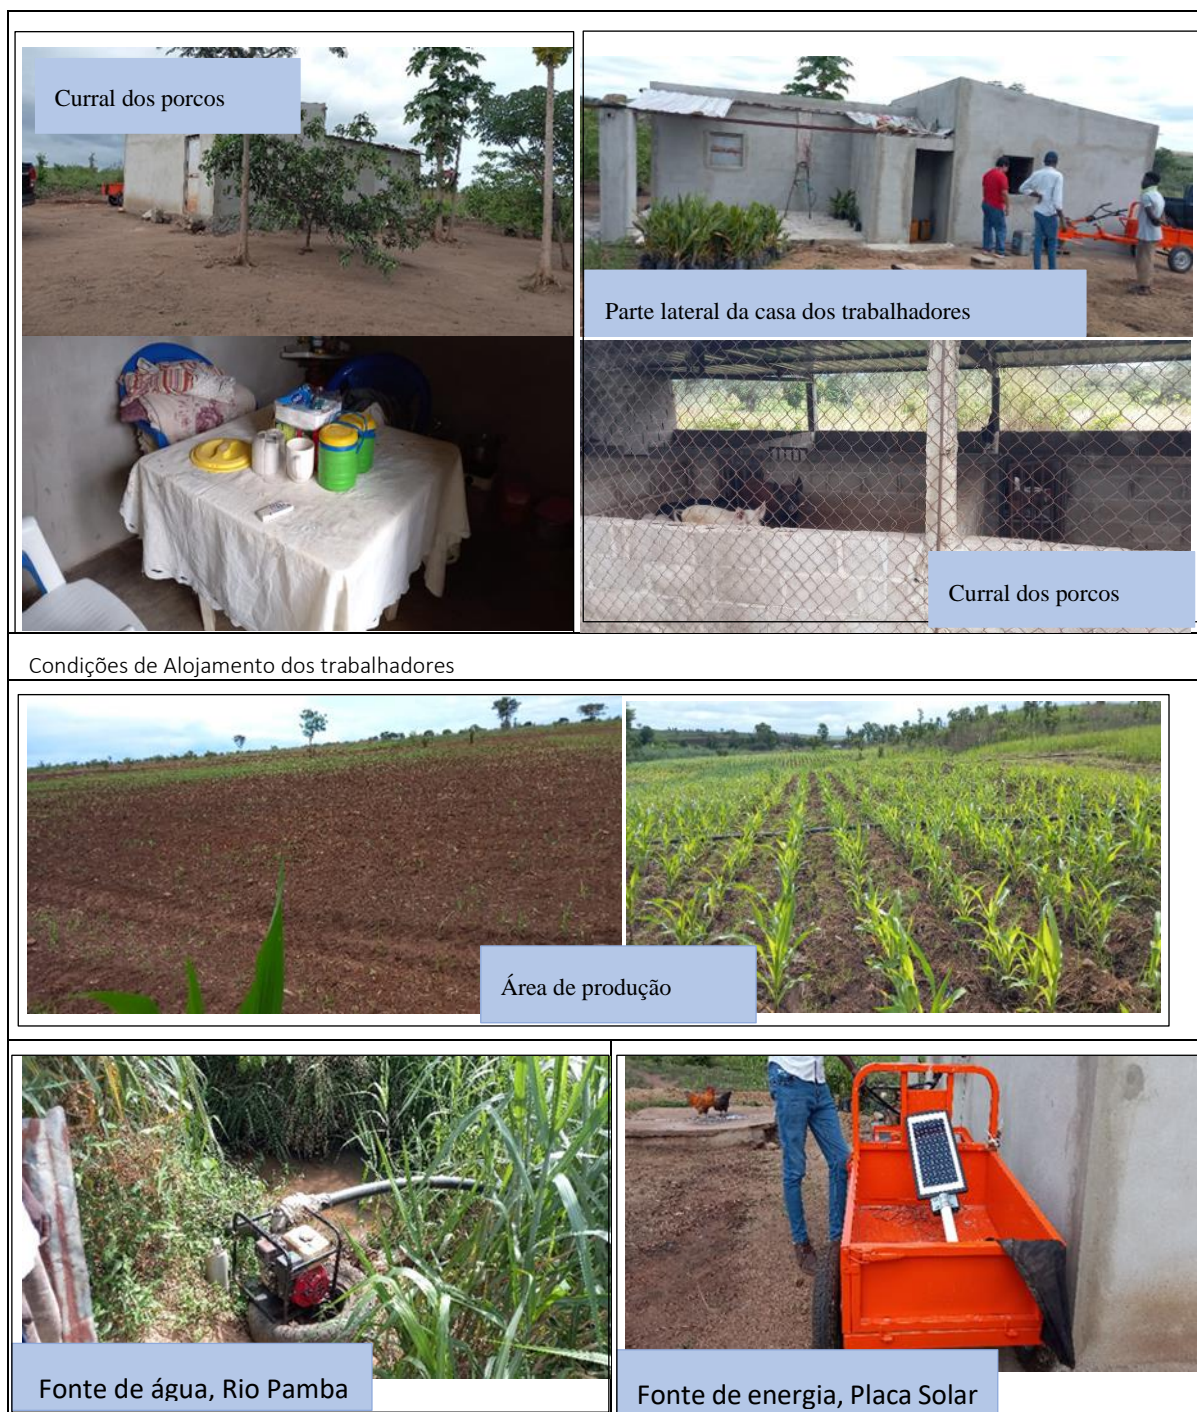 Curral dos porcos
Parte lateral da casa dos trabalhadores
Curral dos porcos
Condições de Alojamento dos trabalhadores
Área de produção
Fonte de água, Rio Pamba
Fonte de energia, Placa Solar